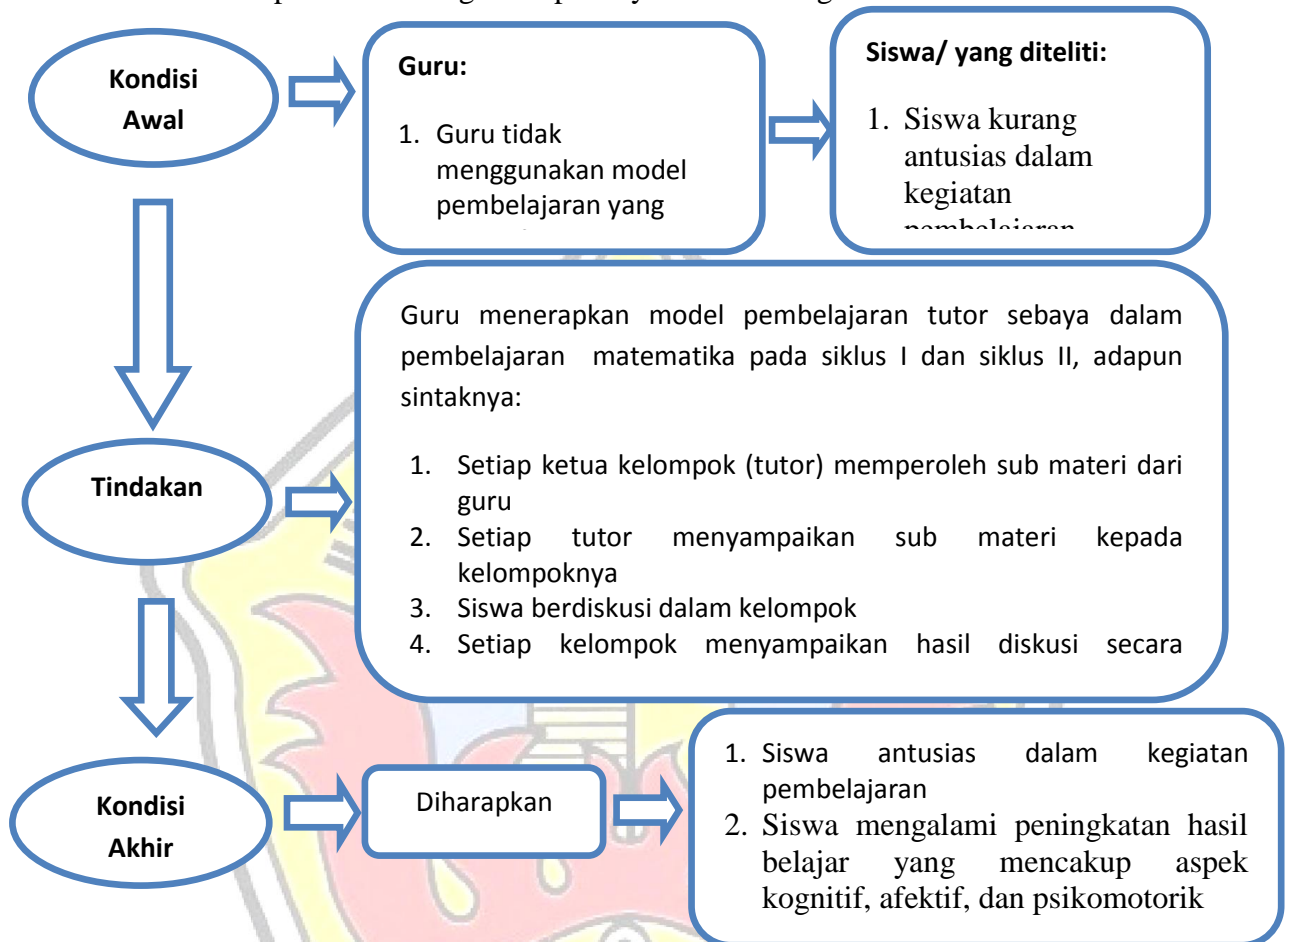 Kondisi
Awal
Guru:
1. Guru tidak
menggunakan model
pembelajaran yang
Siswa/ yang diteliti:
1. Siswa kurang
antusias dalam
kegiatan
pembelajaran
Guru menerapkan model pembelajaran tutor sebaya dalam
pembelajaran matematika pada siklus I dan siklus II, adapun
sintaknya:
1. Setiap ketua kelompok (tutor) memperoleh sub materi dari
guru
2. Setiap tutor menyampaikan sub materi kepada
kelompoknya
3. Siswa berdiskusi dalam kelompok
4. Setiap kelompok menyampaikan hasil diskusi secara
Tindakan
Kondisi
Akhir
Diharapkan
1. Siswa antusias dalam kegiatan
pembelajaran
2. Siswa mengalami peningkatan hasil
belajar yang mencakup aspek
kognitif, afektif, dan psikomotorik